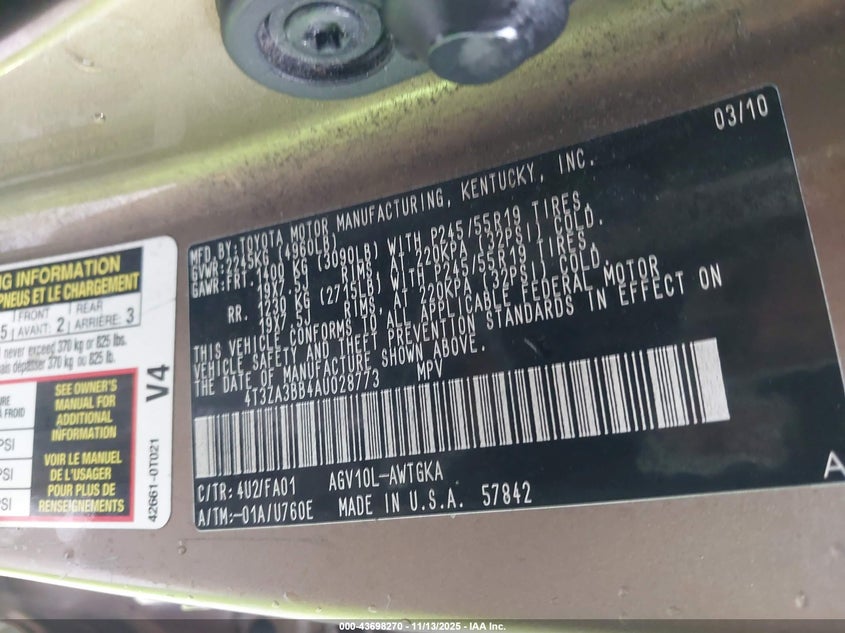 03/10
MFD.BY:TOYOTA MOTOR MANUFACTURING, KENTUCKY, INC.
GVWR:2245KG (4960LB)
GAWR:FRT. 1400 KG (3090LB) WITH P245/55R19 TIRES,
19X7.5J RIMS, AT 220KPA (32PSI) COLD.
RR. 1230 KG (2715LB) WITH P245/55R19 TIRES,
19X7.5J RIMS, AT 220KPA (32PSI) COLD.
THIS VEHICLE CONFORMS TO ALL APPLICABLE FEDERAL MOTOR
VEHICLE SAFETY AND THEFT PREVENTION STANDARDS IN EFFECT ON
THE DATE OF MANUFACTURE SHOWN ABOVE.
4T3ZA3BB4AU028773 MPV
C/TR: 4U2/FA01 AGV10L-AWTGKA
A/TM:-01A/U760E MADE IN U.S.A. 57842
A
INFORMATION
PNEUS ET LE CHARGEMENT
FRONT REAR
5 AVANT: 2 ARRIÈRE: 3
never exceed 370 kg or 825 lbs.
dépasser 370 kg ou 825 lb.
SEE OWNER'S
MANUAL FOR
ADDITIONAL
INFORMATION
VOIR LE MANUEL
DE L'USAGER
POUR PLUS DE
RENSEIGNEMENTS
À FROID
PSI
PSI
PSI
V4
42661-0T021
000-43698270 - 11/13/2025 - IAA Inc.